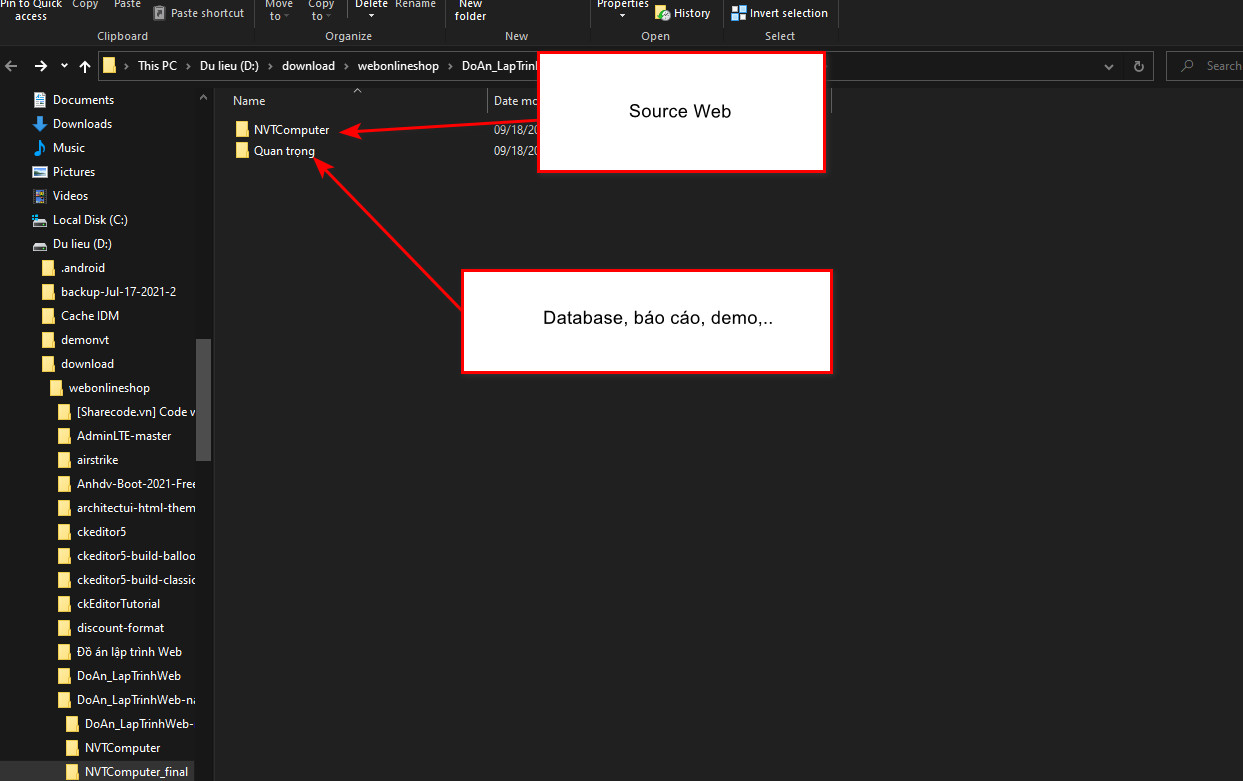 Pin to Quick access
Copy
Paste
Paste shortcut
Move to
Copy to
Delete
Rename
New folder
Properties
History
Invert selection
Clipboard
Organize
New
Open
Select
This PC
Du lieu (D:)
download
webonlineshop
DoAn_LapTrinh
Search
Name
Date mo
NVTComputer
09/18/20
Quan trọng
09/18/20
Source Web
Database, báo cáo, demo,..
Documents
Downloads
Music
Pictures
Videos
Local Disk (C:)
Du lieu (D:)
.android
backup-Jul-17-2021-2
Cache IDM
demonvt
download
webonlineshop
[Sharecode.vn] Code w
AdminLTE-master
airstrike
Anhdv-Boot-2021-Free
architectui-html-them
ckeditor5
ckeditor5-build-balloo
ckeditor5-build-classic
ckEditorTutorial
discount-format
Đồ án lập trình Web
DoAn_LapTrinhWeb
DoAn_LapTrinhWeb-na
DoAn_LapTrinhWeb-
NVTComputer
NVTComputer_final